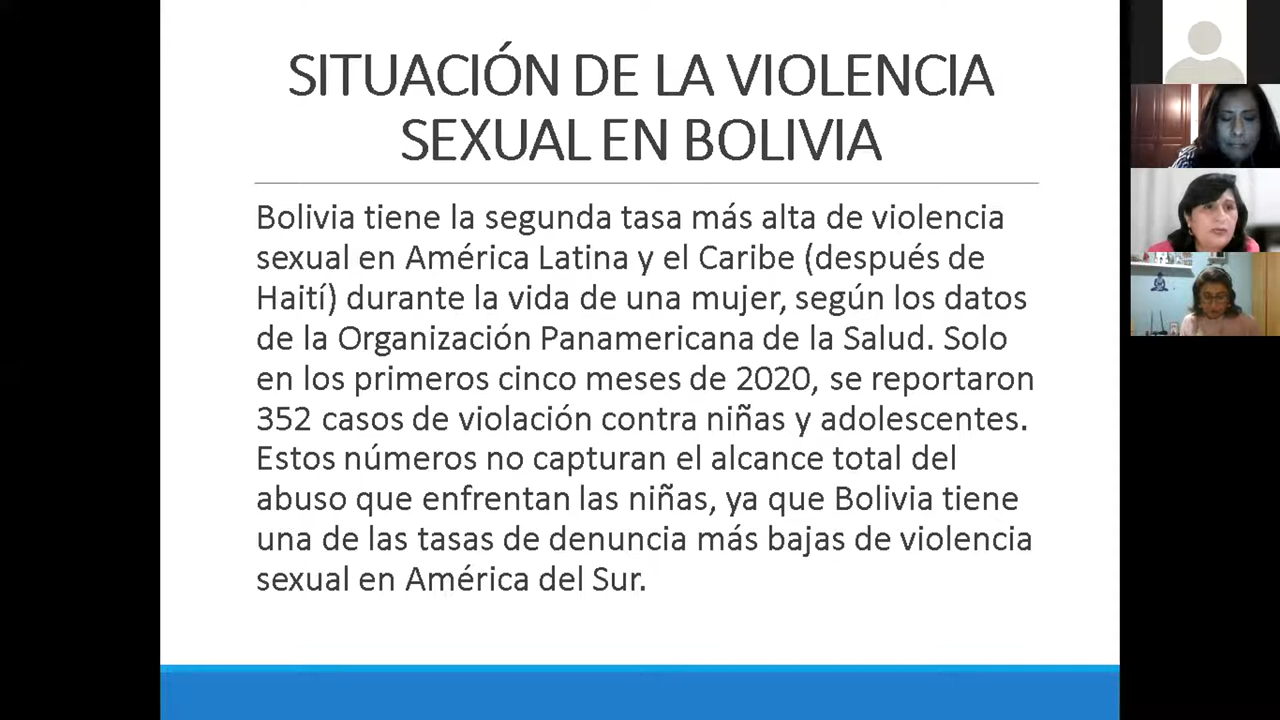 SITUACIÓN DE LA VIOLENCIA
SEXUAL EN BOLIVIA
Bolivia tiene la segunda tasa más alta de violencia
sexual en América Latina y el Caribe (después de
Haití) durante la vida de una mujer, según los datos
de la Organización Panamericana de la Salud. Solo
en los primeros cinco meses de 2020, se reportaron
352 casos de violación contra niñas y adolescentes.
Estos números no capturan el alcance total del
abuso que enfrentan las niñas, ya que Bolivia tiene
una de las tasas de denuncia más bajas de violencia
sexual en América del Sur.